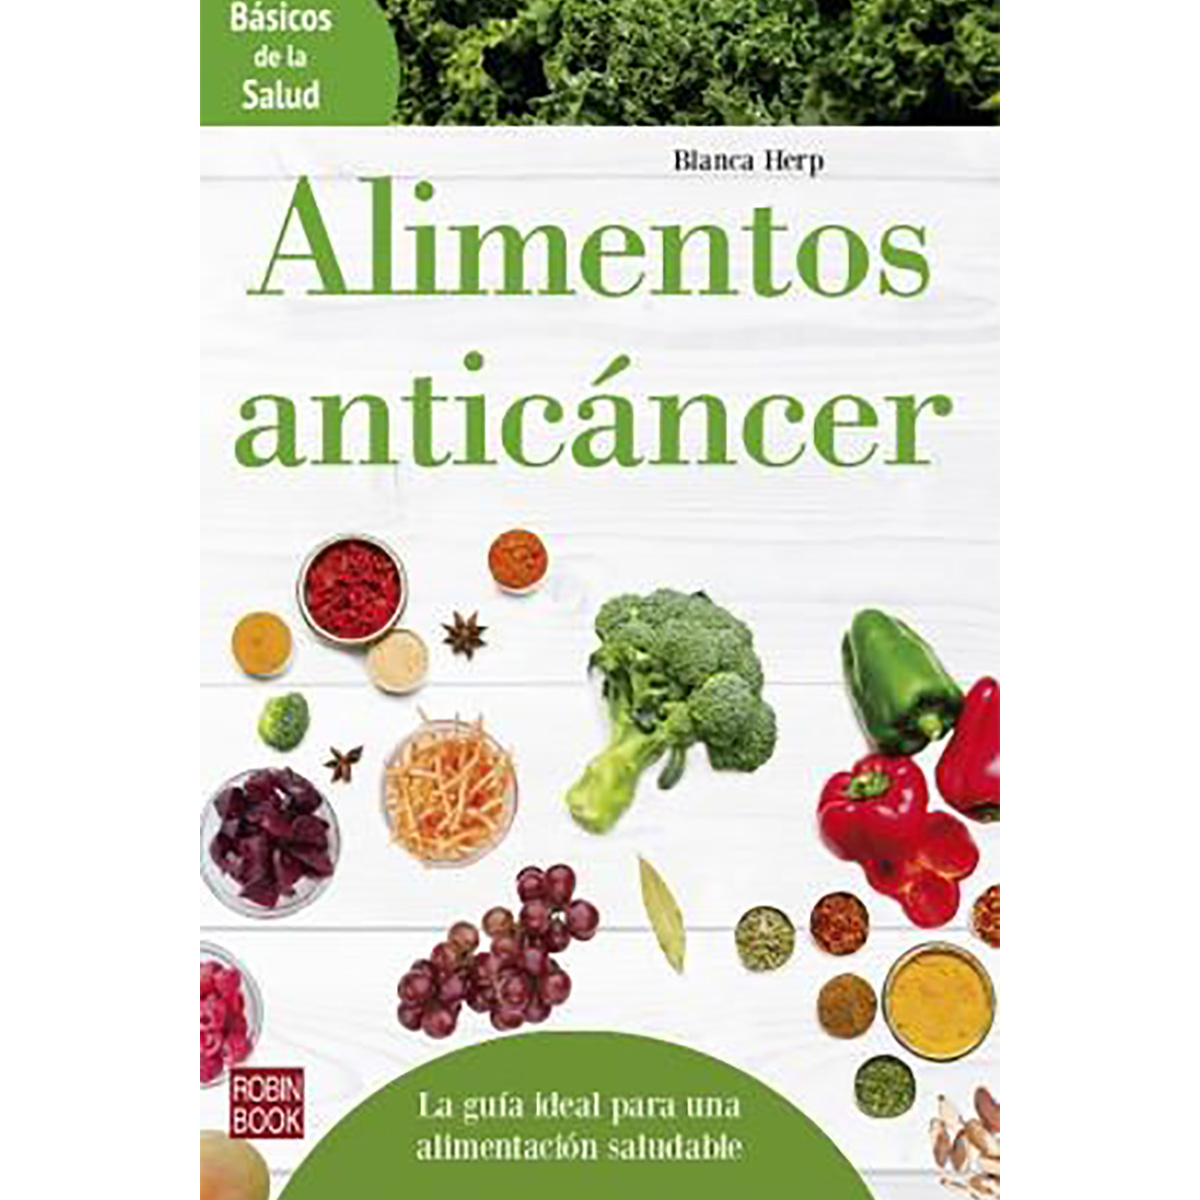 Básicos
de la
Salud
Blanca Herp
Alimentos
anticáncer
ROBIN
BOOK
La guía ideal para una
alimentación saludable